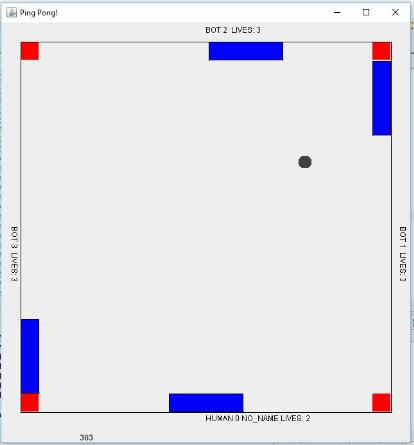 Ping Pong!
BOT 2 LIVES: 3
BOT 3 LIVES: 3
BOT 1 LIVES: 3
HUMAN 0 NO_NAME LIVES: 2
303